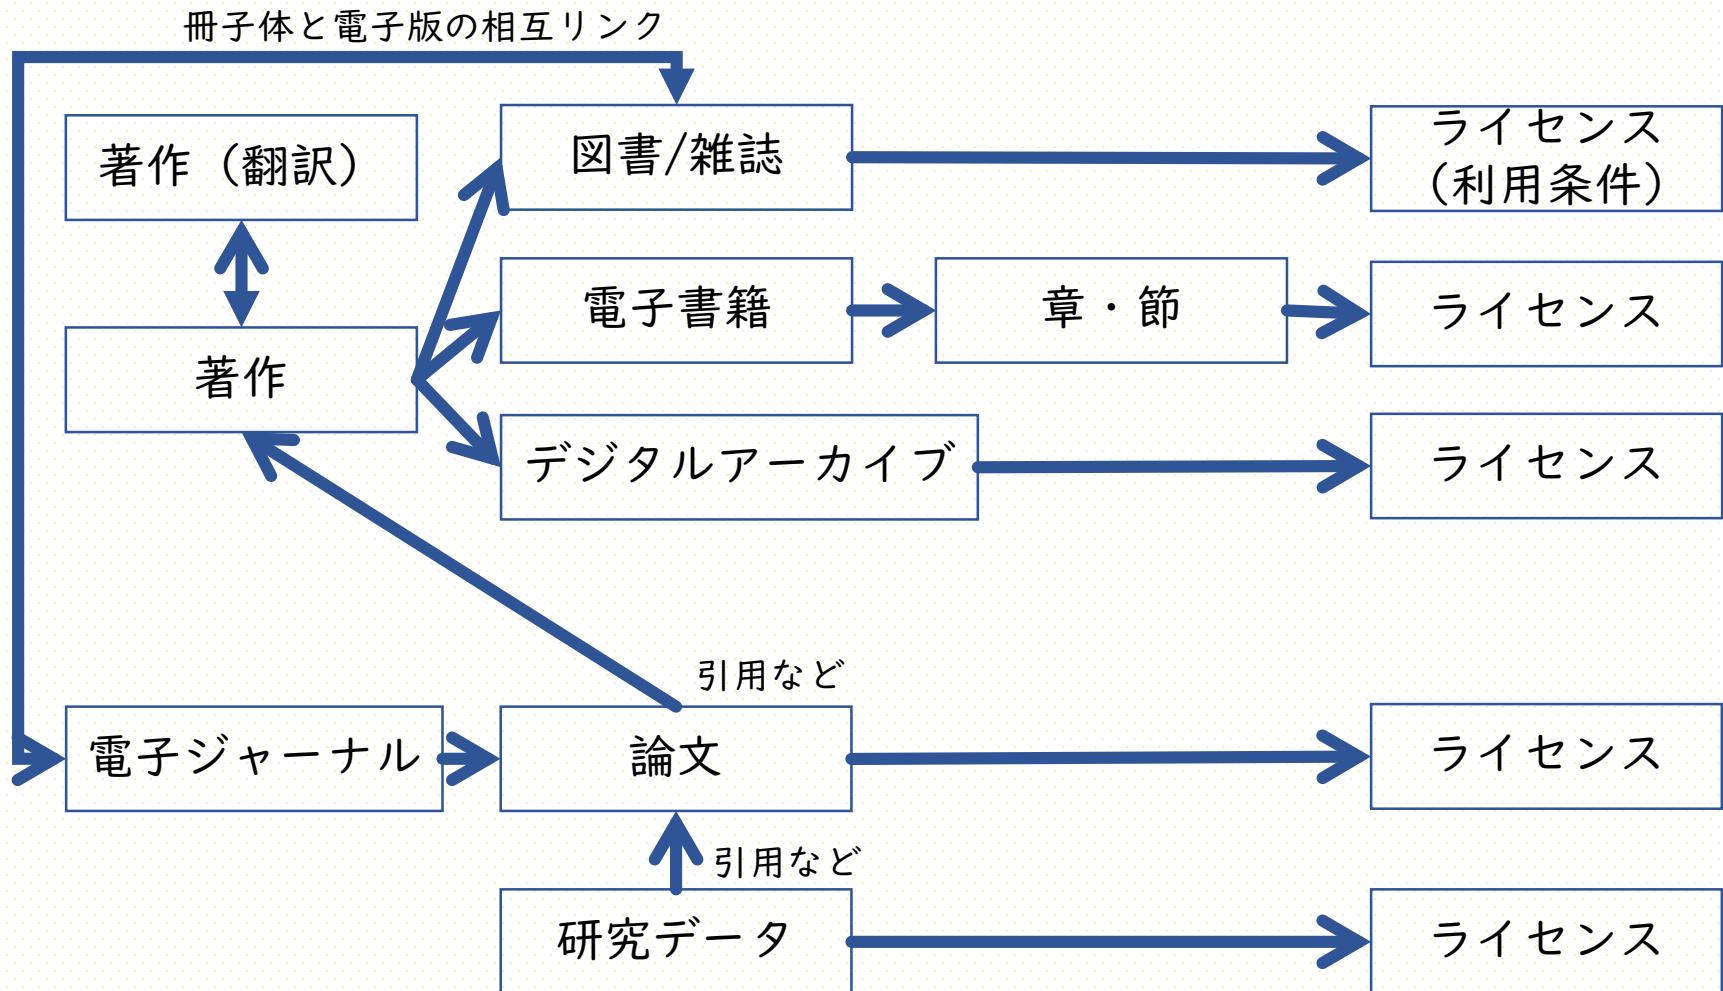 冊子体と電子版の相互リンク
著作（翻訳）
図書/雑誌
ライセンス
（利用条件）
電子書籍
章・節
ライセンス
著作
デジタルアーカイブ
ライセンス
引用など
電子ジャーナル
論文
ライセンス
引用など
研究データ
ライセンス